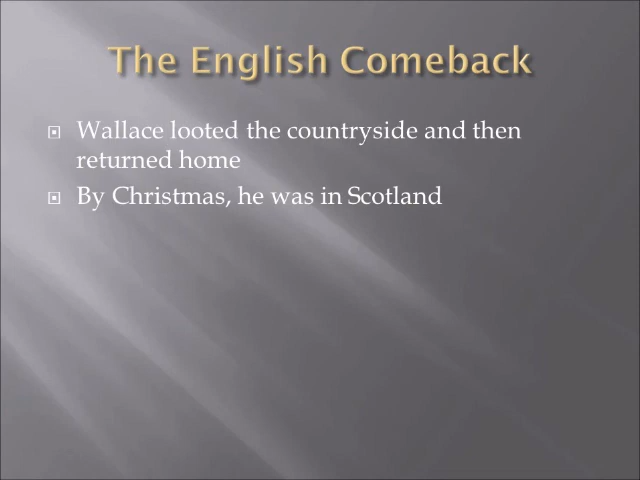 The English Comeback
Wallace looted the countryside and then
returned home
By Christmas, he was in Scotland